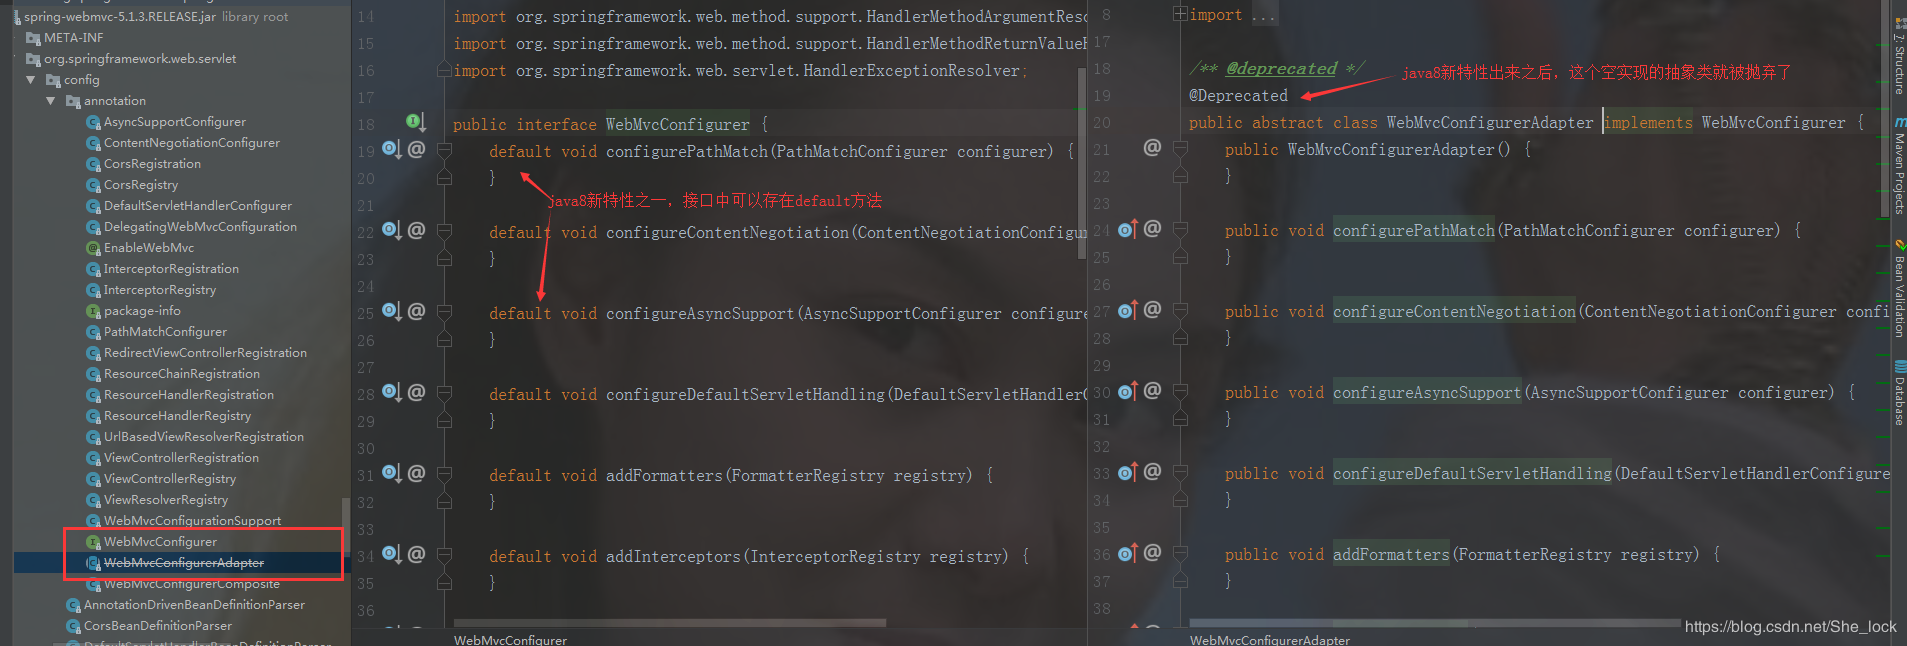 spring-webmvc-5.1.3.RELEASE.jar library root
META-INF
org.springframework.web.servlet
config
annotation
AsyncSupportConfigurer
ContentNegotiationConfigurer
CorsRegistration
CorsRegistry
DefaultServletHandlerConfigurer
DelegatingWebMvcConfiguration
EnableWebMvc
InterceptorRegistration
InterceptorRegistry
package-info
PathMatchConfigurer
RedirectViewControllerRegistration
ResourceChainRegistration
ResourceHandlerRegistration
ResourceHandlerRegistry
UrlBasedViewResolverRegistration
ViewControllerRegistration
ViewControllerRegistry
ViewResolverRegistry
WebMvcConfigurationSupport
WebMvcConfigurer
WebMvcConfigurerAdapter
WebMvcConfigurerComposite
AnnotationDrivenBeanDefinitionParser
CorsBeanDefinitionParser
DefaultServletHandlerBeanDefinitionParser
14 import org.springframework.web.method.support.HandlerMethodArgumentReso
15 import org.springframework.web.method.support.HandlerMethodReturnValueH
16 import org.springframework.web.servlet.HandlerExceptionResolver;
17
18 public interface WebMvcConfigurer {
19 default void configurePathMatch(PathMatchConfigurer configurer) {
20 }
java8新特性之一，接口中可以存在default方法
21
22 default void configureContentNegotiation(ContentNegotiationConfigur
23 }
24
25 default void configureAsyncSupport(AsyncSupportConfigurer configure
26 }
27
28 default void configureDefaultServletHandling(DefaultServletHandlerC
29 }
30
31 default void addFormatters(FormatterRegistry registry) {
32 }
33
34 default void addInterceptors(InterceptorRegistry registry) {
35 }
36
WebMvcConfigurer
8 import ...
17
18 /** @deprecated */
java8新特性出来之后，这个空实现的抽象类就被抛弃了
19 @Deprecated
20 public abstract class WebMvcConfigurerAdapter implements WebMvcConfigurer {
21 public WebMvcConfigurerAdapter() {
22 }
23
24 public void configurePathMatch(PathMatchConfigurer configurer) {
25 }
26
27 public void configureContentNegotiation(ContentNegotiationConfigurer confi
28 }
29
30 public void configureAsyncSupport(AsyncSupportConfigurer configurer) {
31 }
32
33 public void configureDefaultServletHandling(DefaultServletHandlerConfigure
34 }
35
36 public void addFormatters(FormatterRegistry registry) {
37 }
38
WebMvcConfigurerAdapter
7: Structure
Maven Projects
Bean Validation
Database
https://blog.csdn.net/She_lock